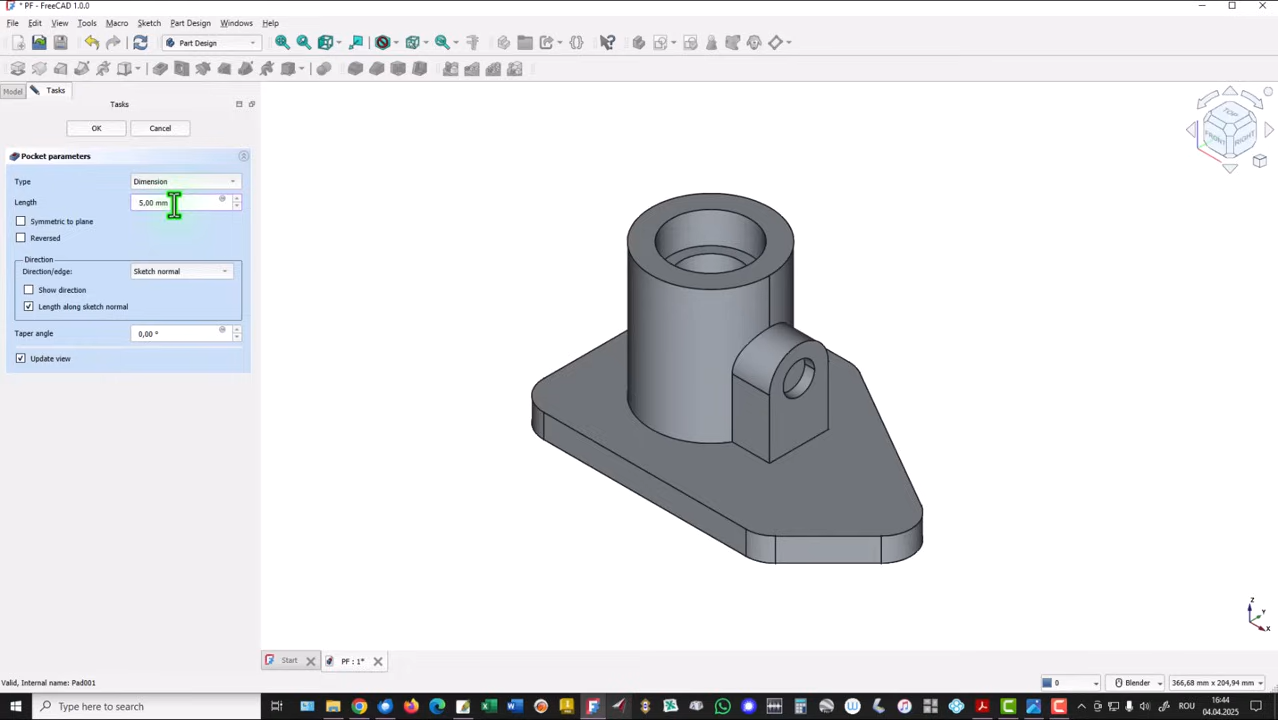 * PF - FreeCAD 1.0.0
File Edit View Tools Macro Sketch Part Design Windows Help
Part Design
Model Tasks
Tasks
OK Cancel
Pocket parameters
Type Dimension
Length 5,00 mm
Symmetric to plane
Reversed
Direction
Direction/edge: Sketch normal
Show direction
Length along sketch normal
Taper angle 0,00 °
Update view
TOP
FRONT RIGHT
Z
Y
X
Start PF : 1*
Valid, Internal name: Pad001
0 Blender 366,68 mm x 204,94 mm
Type here to search
ROU
16:44
04.04.2025